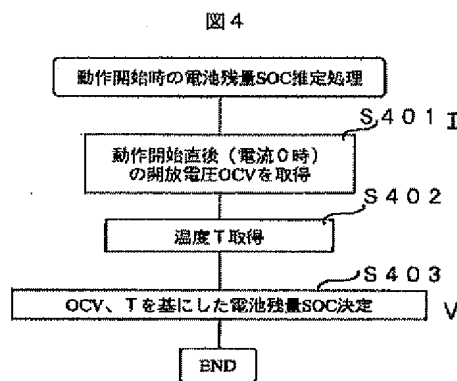 図4
動作開始時の電池残量SOC推定処理
S401 I
動作開始直後(電流0時)
の開放電圧OCVを取得
S402
温度T取得
S403
OCV、Tを基にした電池残量SOC決定
V
END